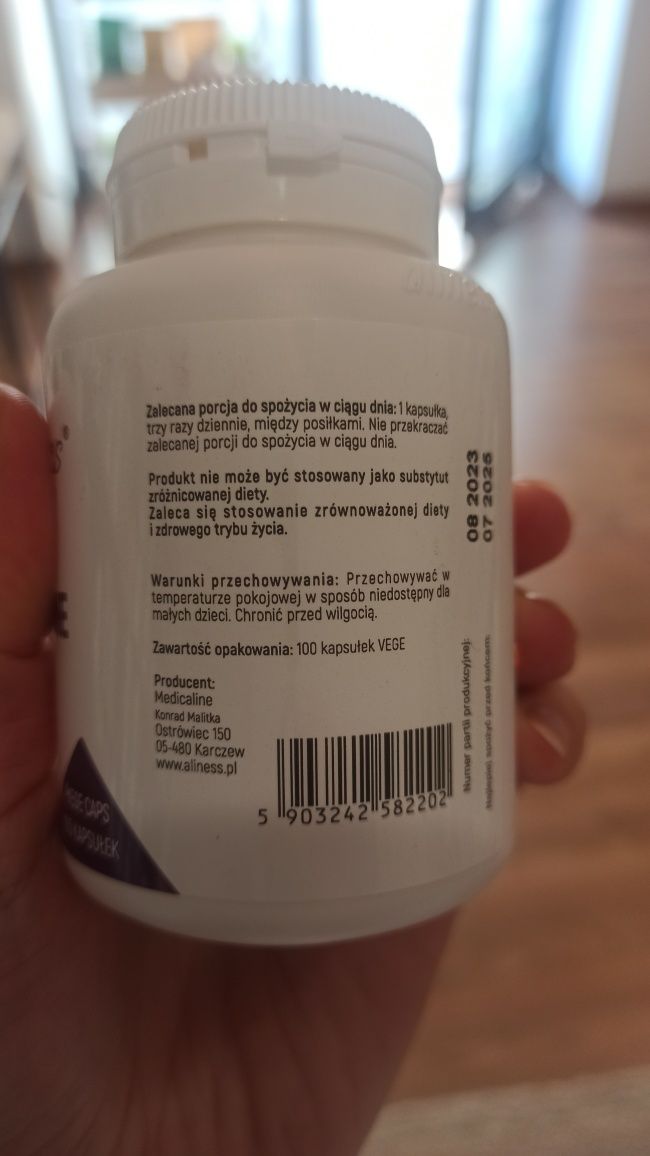 Zalecana porcja do spożycia w ciągu dnia: 1 kapsułka,
trzy razy dziennie, między posiłkami. Nie przekraczać
zalecanej porcji do spożycia w ciągu dnia.
Produkt nie może być stosowany jako substytut
zróżnicowanej diety.
Zaleca się stosowanie zrównoważonej diety
i zdrowego trybu życia.
Warunki przechowywania: Przechowywać w
temperaturze pokojowej w sposób niedostępny dla
małych dzieci. Chronić przed wilgocią.
Zawartość opakowania: 100 kapsułek VEGE
Producent:
Medicaline
Konrad Malitka
Ostrówiec 150
05-480 Karczew
www.aliness.pl
5 903242 582202
Numer partii produkcyjnej:
08 2023
Najlepiej spożyć przed końcem:
07 2025
VEGE CAPS
KAPSUŁEK